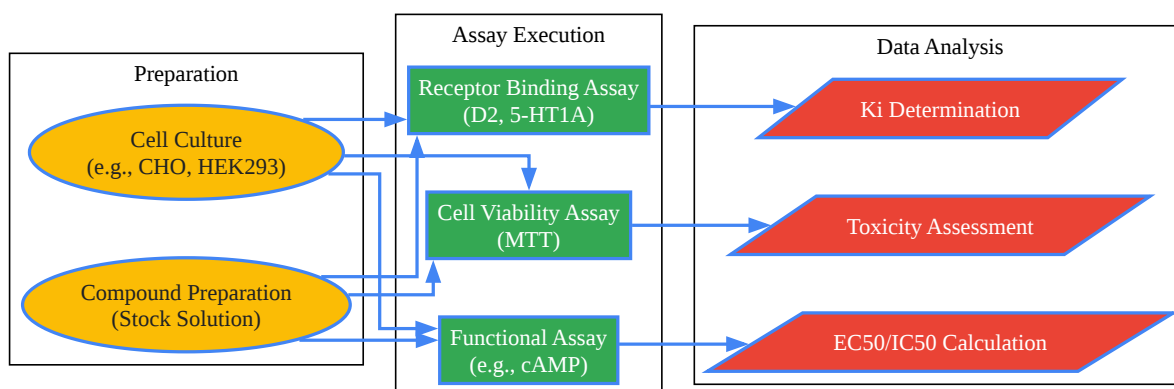 Preparation
Cell Culture
(e.g., CHO, HEK293)
Compound Preparation
(Stock Solution)
Assay Execution
Receptor Binding Assay
(D2, 5-HT1A)
Cell Viability Assay
(MTT)
Functional Assay
(e.g., cAMP)
Data Analysis
Ki Determination
Toxicity Assessment
EC50/IC50 Calculation